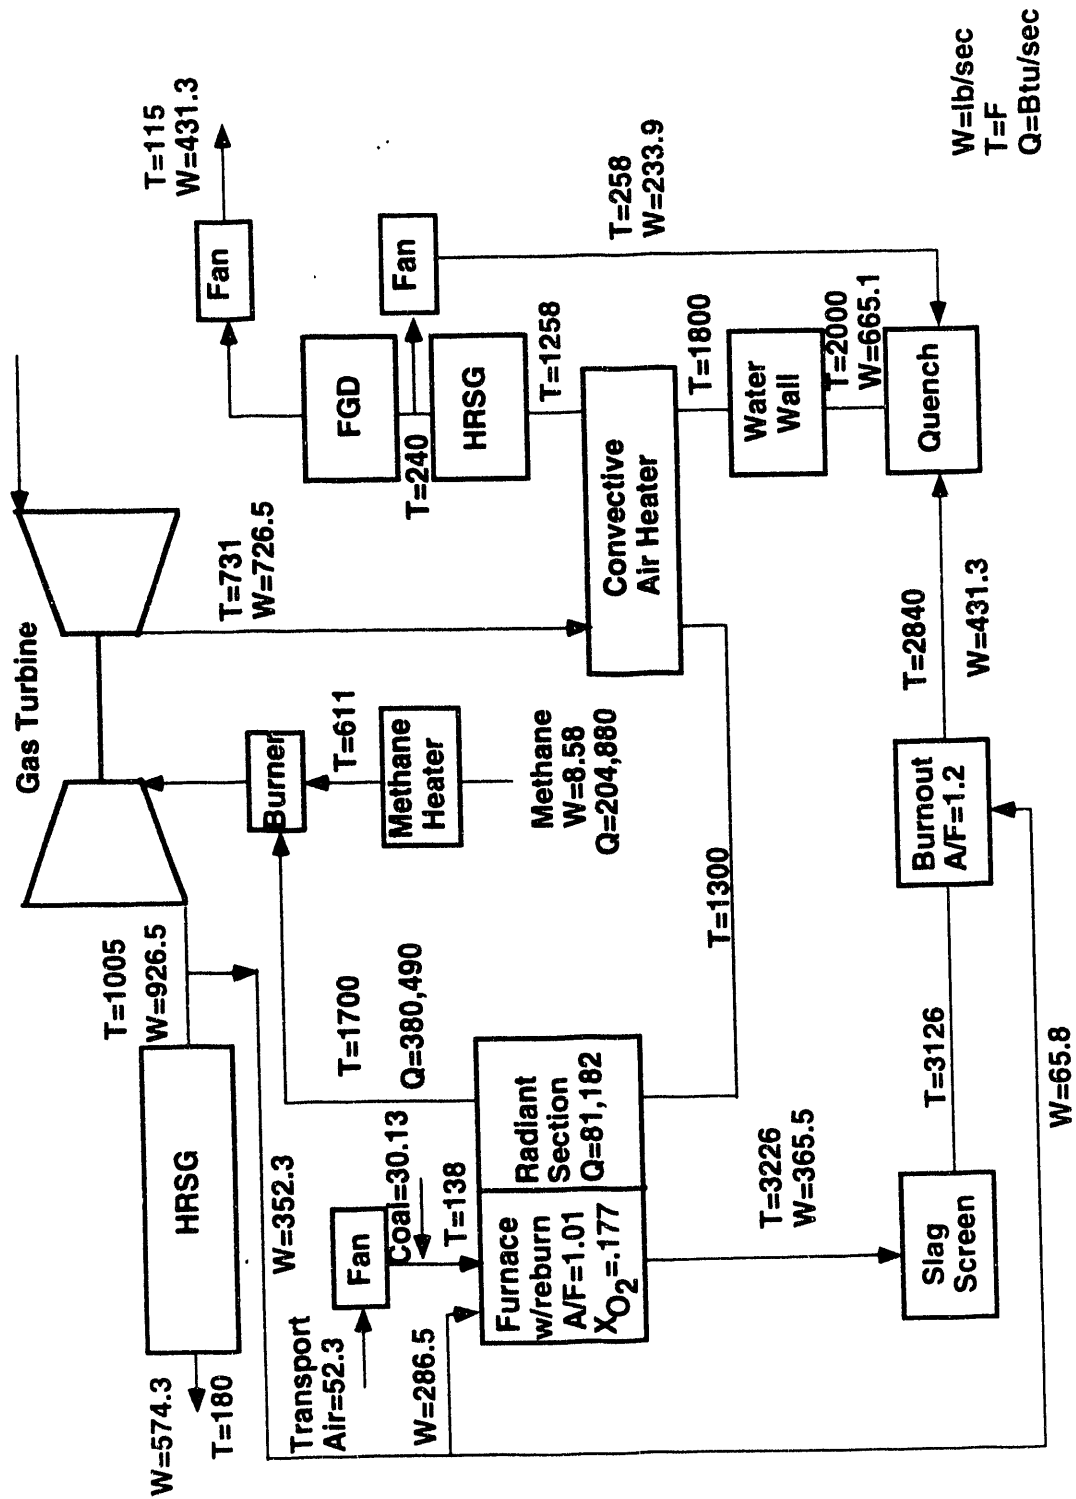 Gas Turbine
T=1005
W=926.5
HRSG
W=574.3
T=180
W=352.3
Transport
Air=52.3
Fan
Coal=30.13
T=138
W=286.5
Furnace
w/reburn
A/F=1.01
XO2=.177
Radiant
Section
Q=81,182
T=1700
Q=380,490
Burner
T=611
Methane
Heater
Methane
W=8.58
Q=204,880
T=731
W=726.5
T=1300
Convective
Air Heater
T=1258
HRSG
T=240
FGD
Fan
T=115
W=431.3
Fan
T=258
W=233.9
T=1800
Water
Wall
T=2000
W=665.1
Quench
T=2840
W=431.3
Burnout
A/F=1.2
T=3126
Slag
Screen
T=3226
W=365.5
W=65.8
W=lb/sec
T=F
Q=Btu/sec